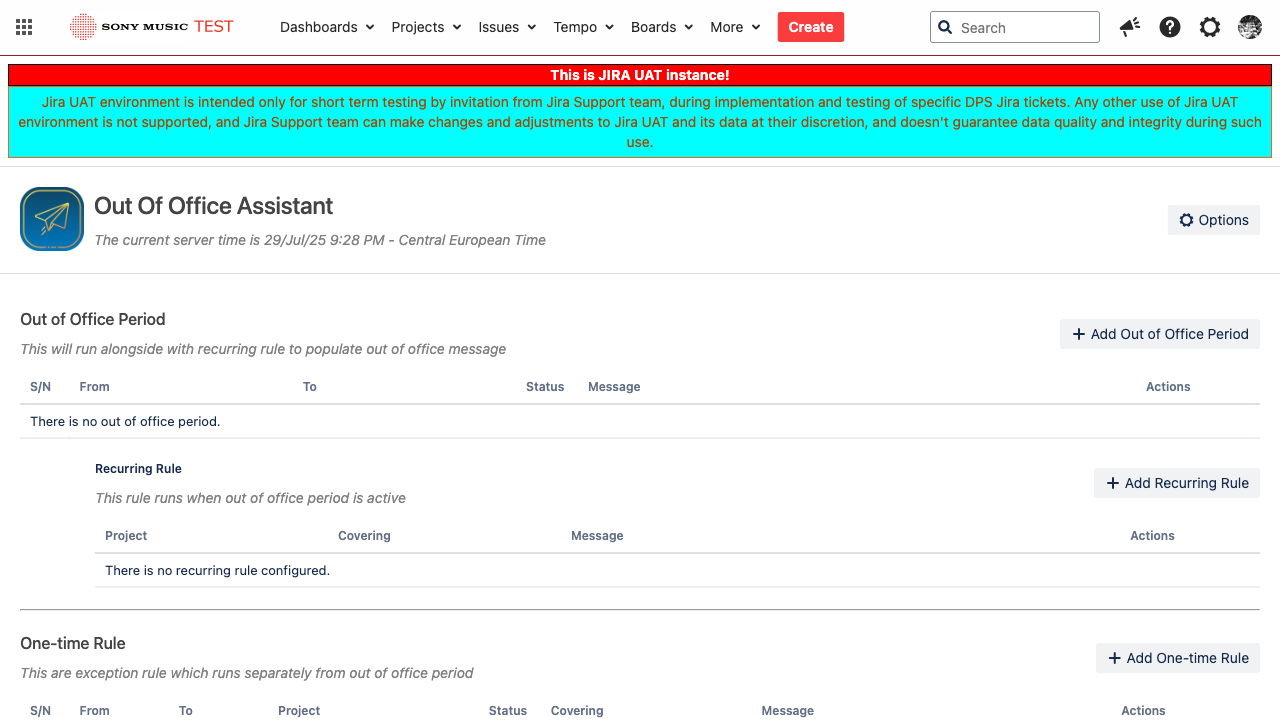 SONY MUSIC TEST
Dashboards Projects Issues Tempo Boards More Create Search
This is JIRA UAT instance!
Jira UAT environment is intended only for short term testing by invitation from Jira Support team, during implementation and testing of specific DPS Jira tickets. Any other use of Jira UAT
environment is not supported, and Jira Support team can make changes and adjustments to Jira UAT and its data at their discretion, and doesn't guarantee data quality and integrity during such
use.
Out Of Office Assistant
The current server time is 29/Jul/25 9:28 PM - Central European Time
Options
Out of Office Period
This will run alongside with recurring rule to populate out of office message
Add Out of Office Period
S/N From To Status Message Actions
There is no out of office period.
Recurring Rule
This rule runs when out of office period is active
Add Recurring Rule
Project Covering Message Actions
There is no recurring rule configured.
One-time Rule
This are exception rule which runs separately from out of office period
Add One-time Rule
S/N From To Project Status Covering Message Actions